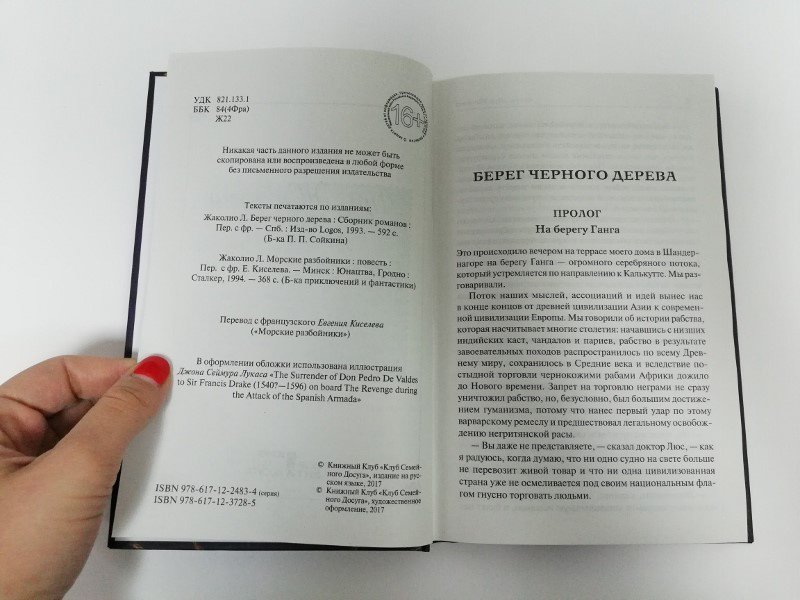 УДК 821.133.1
ББК 84(4Фра)
Ж22
16+
Никакая часть данного издания не может быть
скопирована или воспроизведена в любой форме
без письменного разрешения издательства
Тексты печатаются по изданиям:
Жаколио Л. Берег черного дерева : Сборник романов :
Пер. с фр. — Спб. : Изд-во Logos, 1993. — 592 с.
(Б-ка П. П. Сойкина)
Жаколио Л. Морские разбойники : повесть :
Пер. с фр. Е. Киселева. — Минск : Юнацтва, Гродно :
Сталкер, 1994. — 368 с. (Б-ка приключений и фантастики)
Перевод с французского Евгения Киселева
(«Морские разбойники»)
В оформлении обложки использована иллюстрация
Джона Сеймура Лукаса «The Surrender of Don Pedro De Valdes
to Sir Francis Drake (1540?—1596) on board The Revenge during
the Attack of the Spanish Armada»
© Книжный Клуб «Клуб Семей-
ного Досуга», издание на рус-
ском языке, 2017
© Книжный Клуб «Клуб Семей-
ного Досуга», художественное
оформление, 2017
ISBN 978-617-12-2483-4 (серия)
ISBN 978-617-12-3728-5
БЕРЕГ ЧЕРНОГО ДЕРЕВА
ПРОЛОГ
На берегу Ганга
Это происходило вечером на террасе моего дома в Шандер-
нагоре на берегу Ганга — огромного серебряного потока,
который устремляется по направлению к Калькутте. Мы раз-
говаривали.
Поток наших мыслей, ассоциаций и идей вынес нас
в конце концов от древней цивилизации Азии к современ-
ной цивилизации Европы. Мы говорили об истории рабства,
которая насчитывает многие столетия: начавшись с низших
индийских каст, чандалов и париев, рабство в результате
завоевательных походов распространилось по всему Древ-
нему миру, сохранилось в Средние века и вследствие по-
стыдной торговли чернокожими рабами Африки дожило
до Нового времени. Запрет на торговлю неграми не сразу
уничтожил рабство, но, безусловно, был большим достиже-
нием гуманизма, потому что нанес первый удар по этому
варварскому ремеслу и предшествовал легальному освобож-
дению негритянской расы.
— Вы даже не представляете, — сказал доктор Люс, — как
я радуюсь, когда думаю, что ни одно судно на свете больше
не перевозит живой товар и что ни одна цивилизованная
страна уже не осмеливается под своим национальным фла-
гом гнусно торговать людьми.